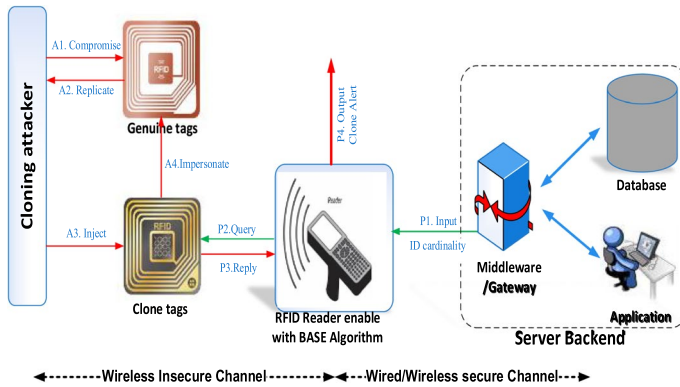 Cloning attacker
A1. Compromise
A2. Replicate
RFID
Genuine tags
A4.Impersonate
A3. Inject
RFID
Clone tags
P2.Query
P3.Reply
P4. Output
Clone Alert
Reader
RFID Reader enable
with BASE Algorithm
P1. Input
ID cardinality
Middleware
/Gateway
Database
Application
Server Backend
Wireless Insecure Channel
Wired/Wireless secure Channel